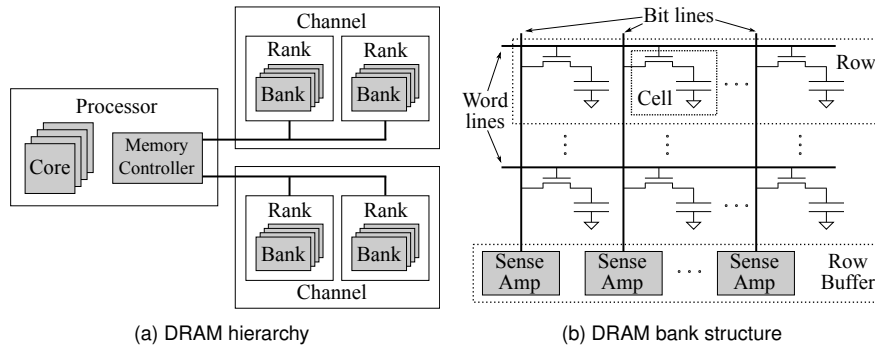 Channel
Rank
Rank
Bank
Bank
Processor
Core
Memory
Controller
Rank
Rank
Bank
Bank
Channel
(a) DRAM hierarchy
Bit lines
Row
Cell
. . .
Word
lines
. . .
. . .
. . .
. . .
Sense
Amp
Sense
Amp
. . .
Sense
Amp
Row
Buffer
(b) DRAM bank structure